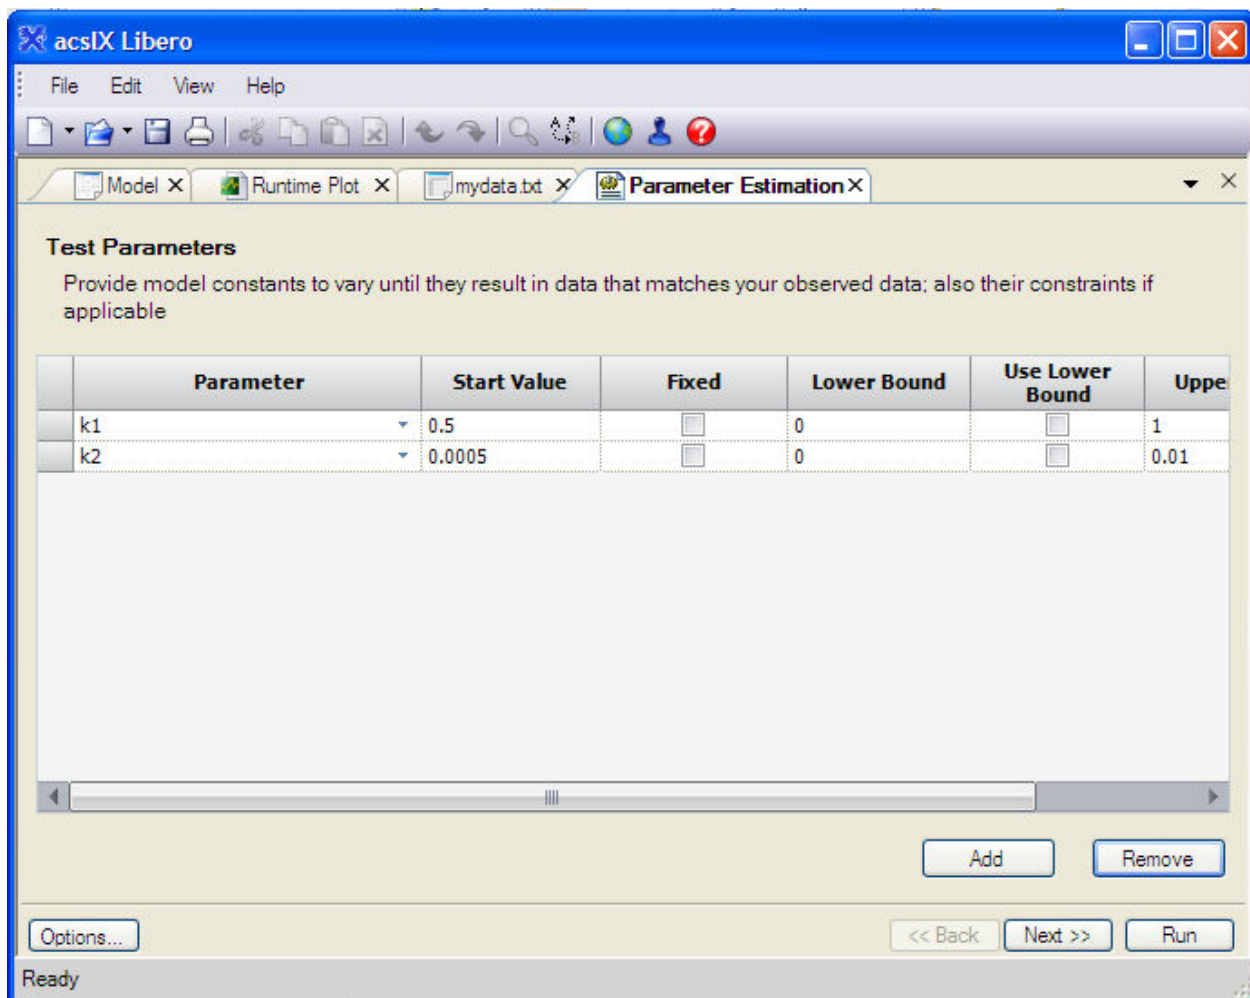 acslX Libero
File Edit View Help
Model Runtime Plot mydata.txt Parameter Estimation
Test Parameters
Provide model constants to vary until they result in data that matches your observed data; also their constraints if
applicable
Parameter Start Value Fixed Lower Bound Use Lower Bound Upper
k1 0.5 0 1
k2 0.0005 0 0.01
Add Remove
Options... << Back Next >> Run
Ready